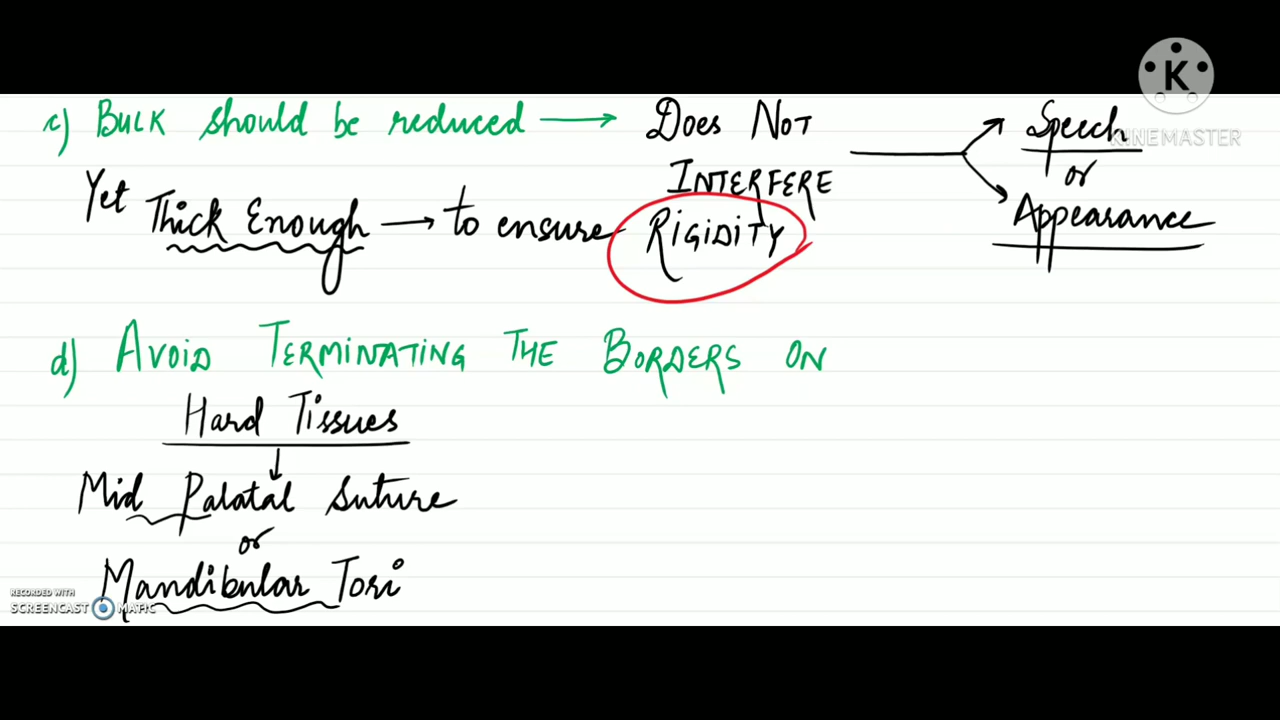 c) BULK should be reduced → Does NOT INTERFERE → Speech or Appearance
Yet Thick Enough → to ensure RIGIDITY
d) AVOID TERMINATING THE BORDERS ON
Hard Tissues
↓
Mid Palatal Suture
or
Mandibular Tori
K
KINEMASTER
RECORDED WITH
SCREENCAST MATIC